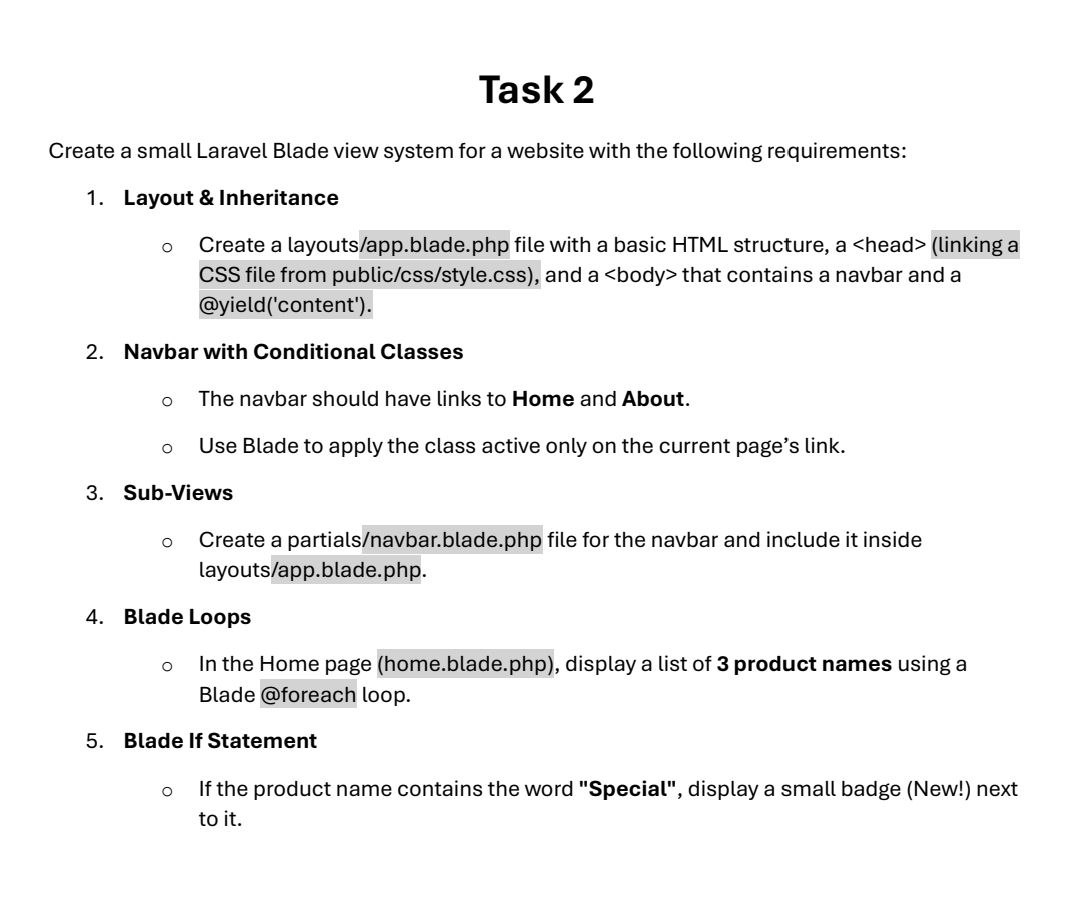 Task 2
Create a small Laravel Blade view system for a website with the following requirements:
1. Layout & Inheritance
o Create a layouts/app.blade.php file with a basic HTML structure, a <head> (linking a
CSS file from public/css/style.css), and a <body> that contains a navbar and a
@yield('content').
2. Navbar with Conditional Classes
o The navbar should have links to Home and About.
o Use Blade to apply the class active only on the current page’s link.
3. Sub-Views
o Create a partials/navbar.blade.php file for the navbar and include it inside
layouts/app.blade.php.
4. Blade Loops
o In the Home page (home.blade.php), display a list of 3 product names using a
Blade @foreach loop.
5. Blade If Statement
o If the product name contains the word "Special", display a small badge (New!) next
to it.